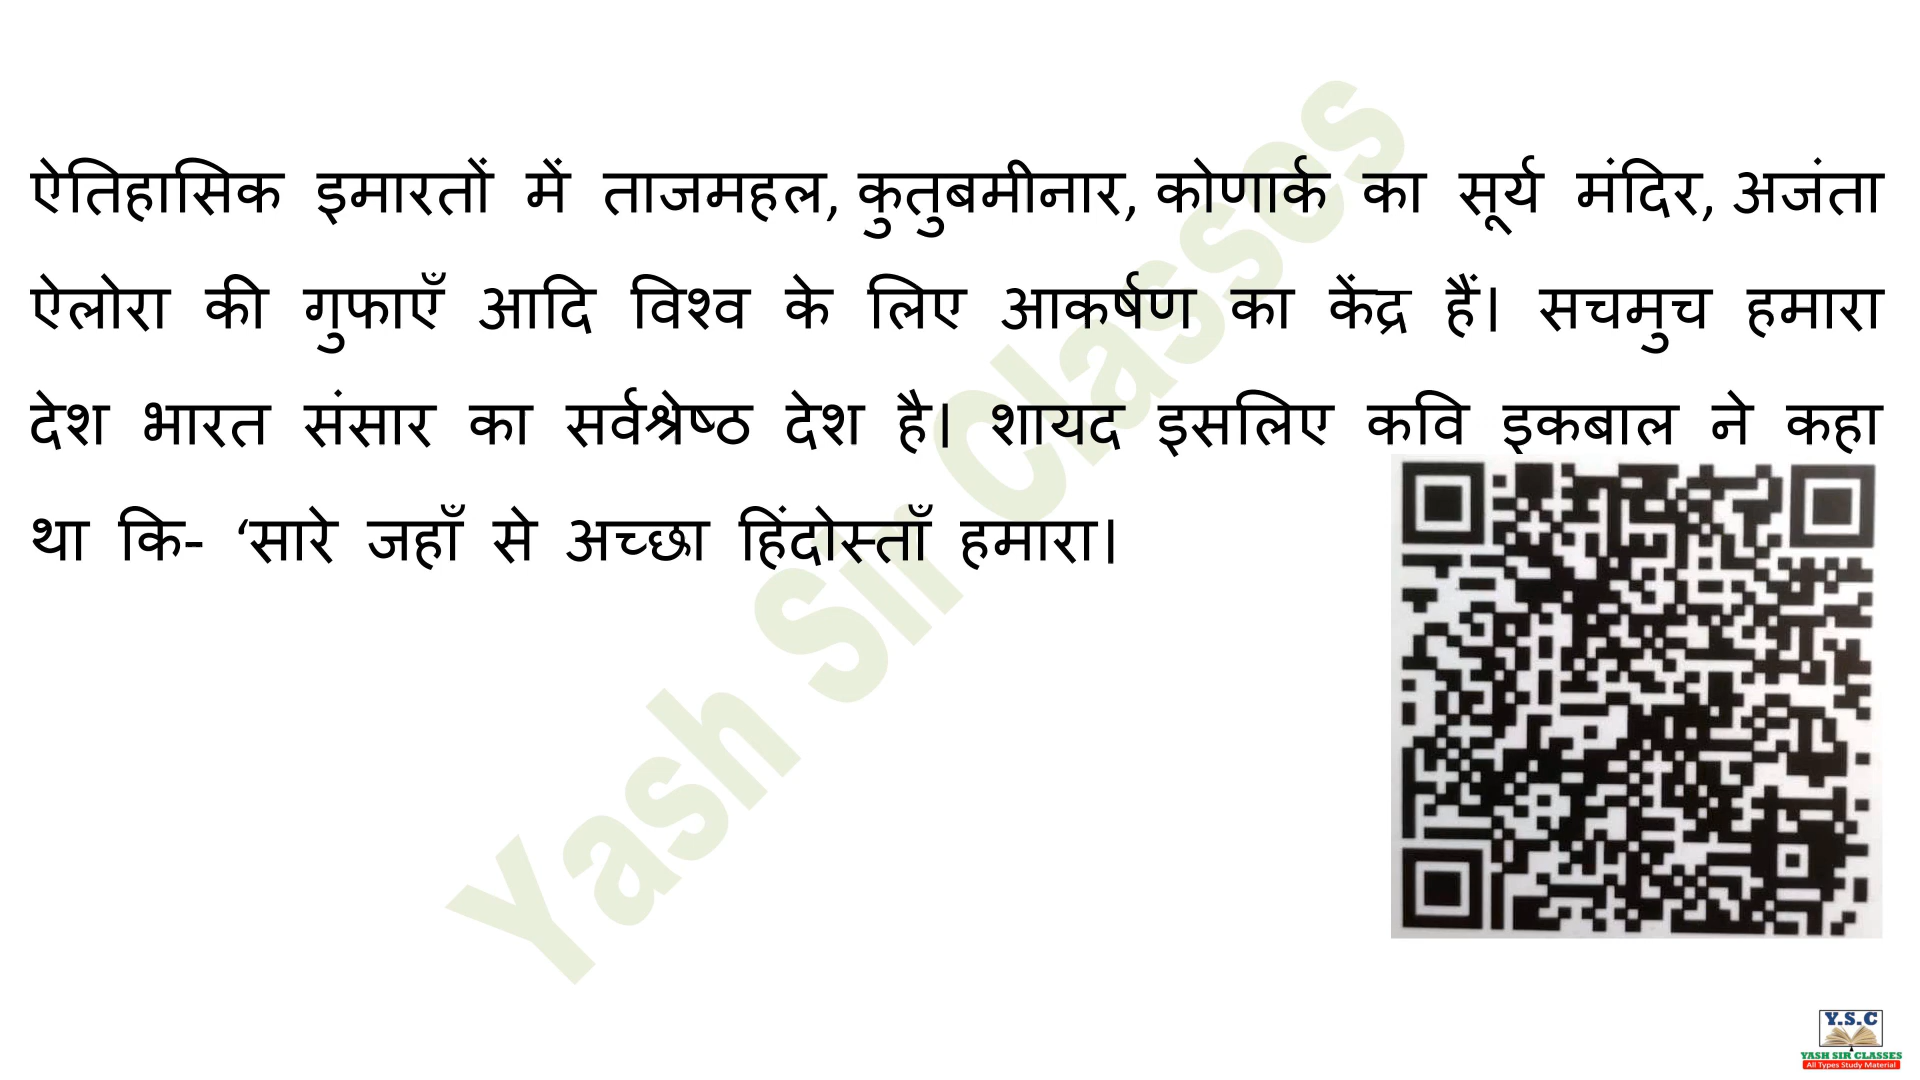 ऐतिहासिक इमारतों में ताजमहल, कुतुबमीनार, कोणार्क का सूर्य मंदिर, अजंता
ऐलोरा की गुफाएँ आदि विश्व के लिए आकर्षण का केंद्र हैं। सचमुच हमारा
देश भारत संसार का सर्वश्रेष्ठ देश है। शायद इसलिए कवि इकबाल ने कहा
था कि- ‘सारे जहाँ से अच्छा हिंदोस्ताँ हमारा।
Yash Sir Classes
Y.S.C
YASH SIR CLASSES
All Types Study Material